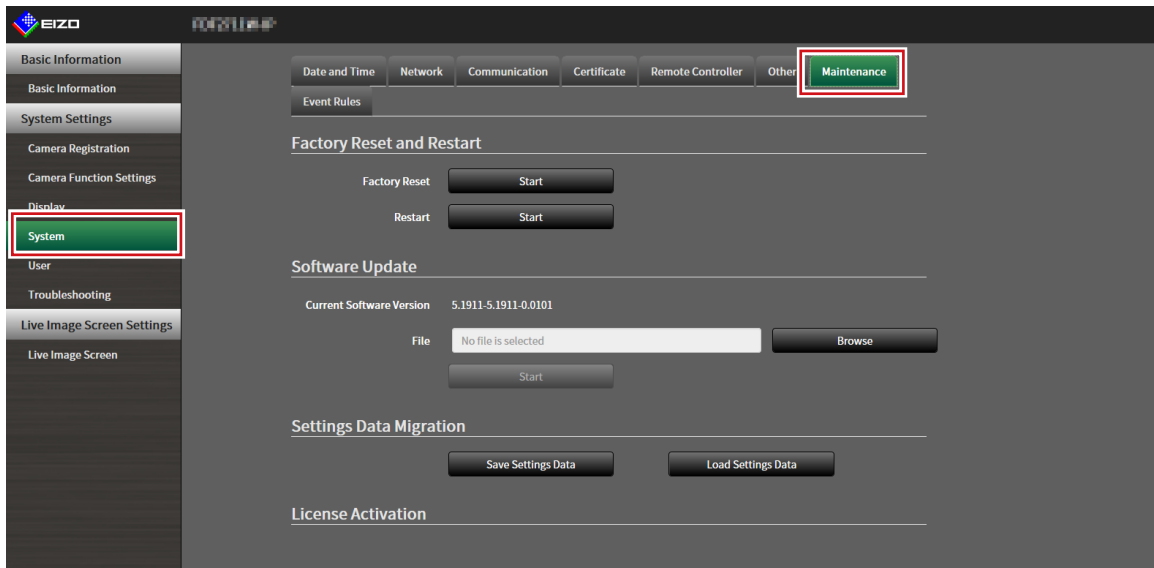 EIZO
Basic Information
Basic Information
System Settings
Camera Registration
Camera Function Settings
Display
System
User
Troubleshooting
Live Image Screen Settings
Live Image Screen
Date and Time Network Communication Certificate Remote Controller Other Maintenance
Event Rules
Factory Reset and Restart
Factory Reset Start
Restart Start
Software Update
Current Software Version 5.1911-5.1911-0.0101
File No file is selected Browse
Start
Settings Data Migration
Save Settings Data Load Settings Data
License Activation